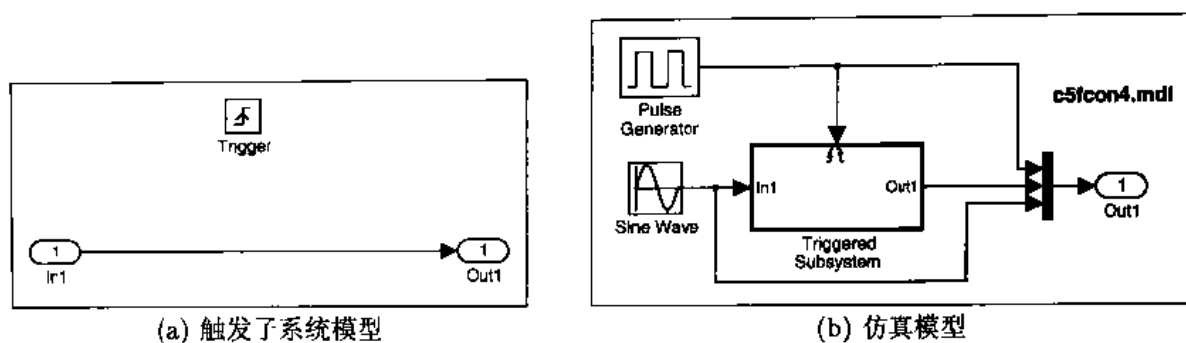 Trigger
1
In1
1
Out1
(a) 触发子系统模型
Pulse
Generator
c5fcon4.mdl
Sine Wave
In1
Out1
Triggered
Subsystem
1
Out1
(b) 仿真模型